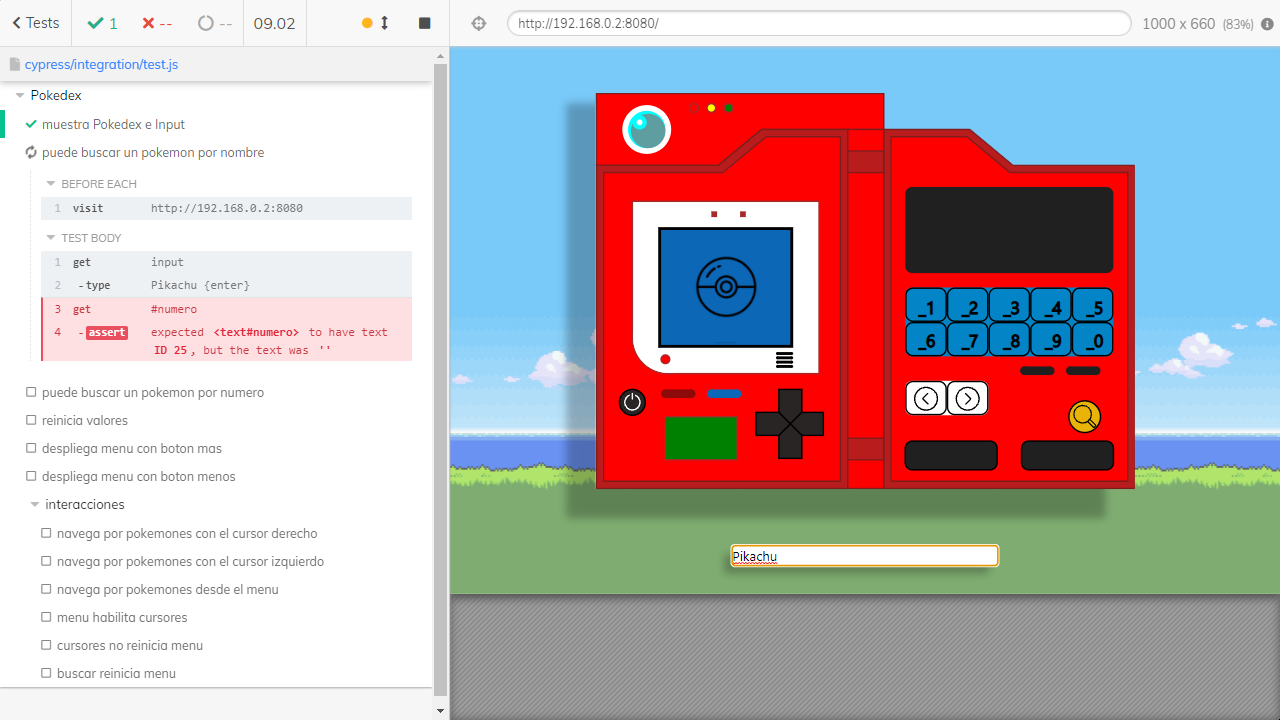 Tests
1
--
--
09.02
http://192.168.0.2:8080/
1000 x 660 (83%)
cypress/integration/test.js
Pokedex
muestra Pokedex e Input
puede buscar un pokemon por nombre
BEFORE EACH
1 visit http://192.168.0.2:8080
TEST BODY
1 get input
2 -type Pikachu {enter}
3 get #numero
4 -assert expected <text#numero> to have text
ID 25, but the text was ''
puede buscar un pokemon por numero
reinicia valores
despliega menu con boton mas
despliega menu con boton menos
interacciones
navega por pokemones con el cursor derecho
navega por pokemones con el cursor izquierdo
navega por pokemones desde el menu
menu habilita cursores
cursores no reinicia menu
buscar reinicia menu
_1 _2 _3 _4 _5
_6 _7 _8 _9 _0
Pikachu